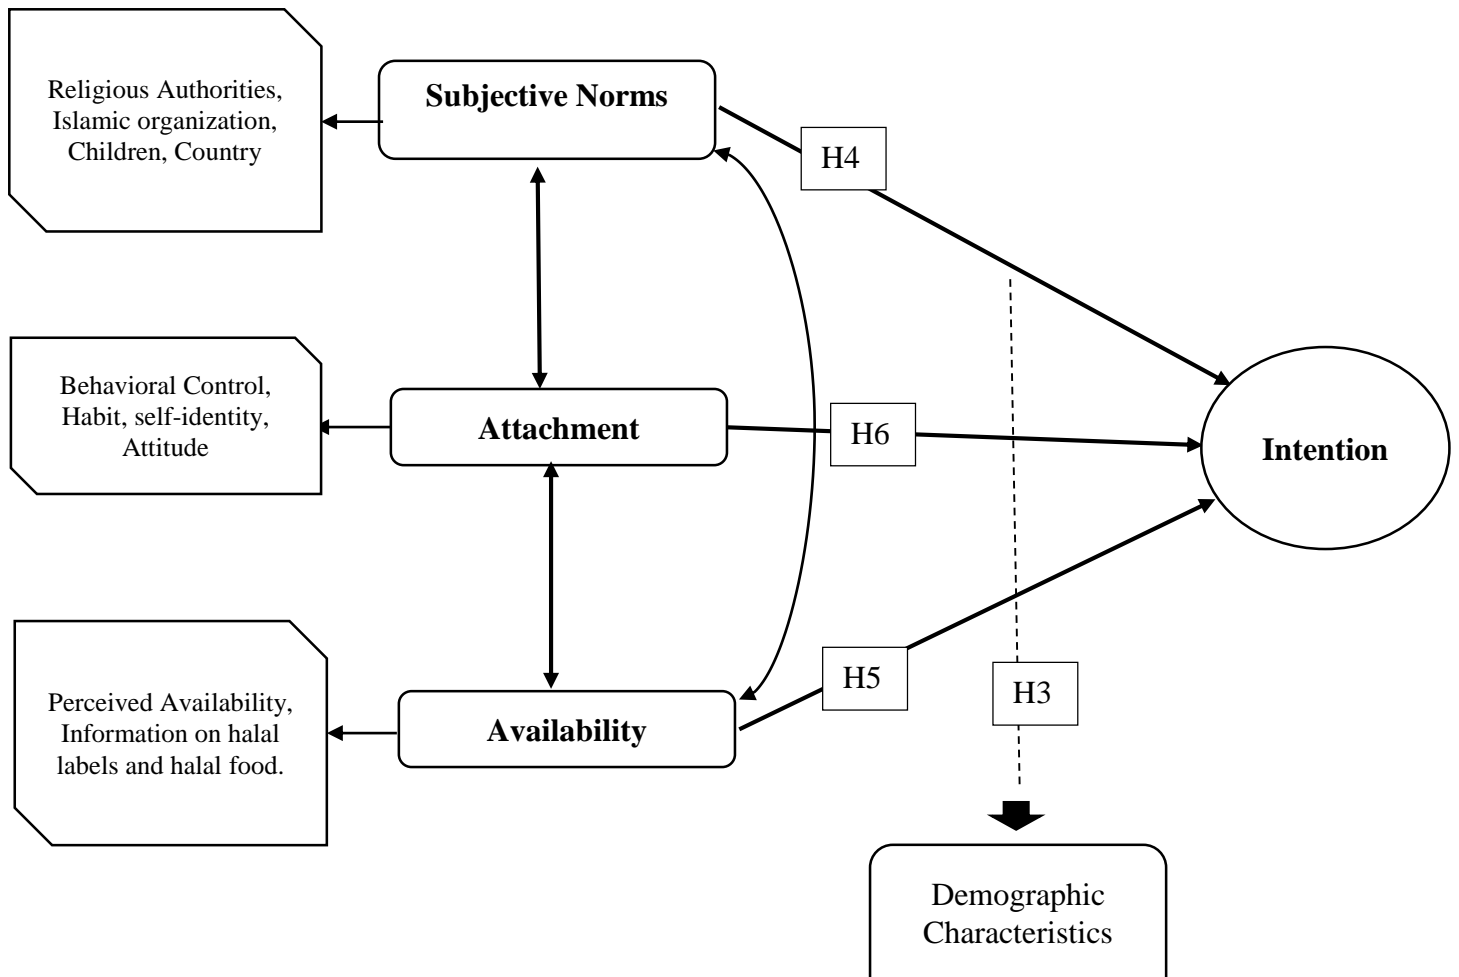 Religious Authorities,
Islamic organization,
Children, Country
Subjective Norms
H4
Behavioral Control,
Habit, self-identity,
Attitude
Attachment
H6
Intention
Perceived Availability,
Information on halal
labels and halal food.
Availability
H5
H3
Demographic
Characteristics